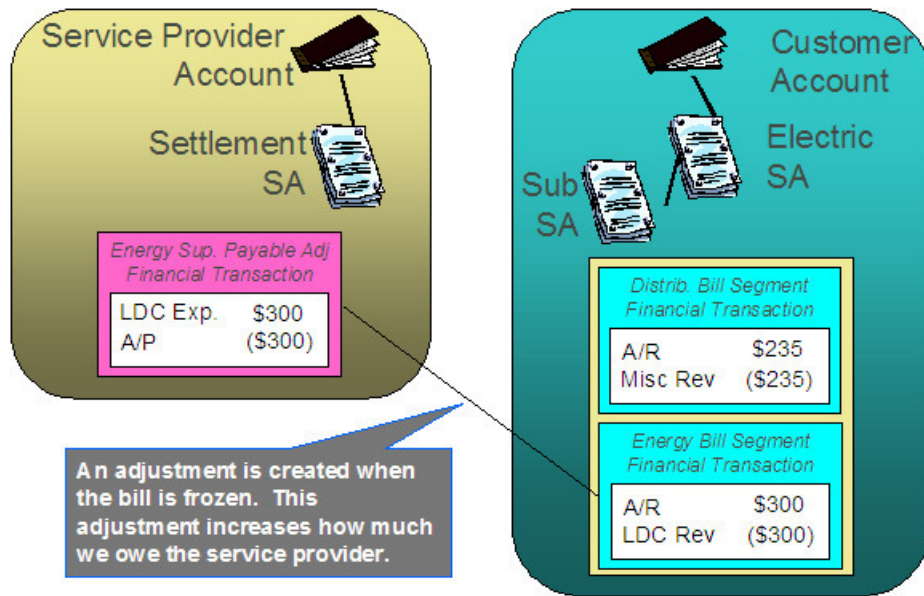 Service Provider
Account
Settlement
SA
Energy Sup. Payable Adj
Financial Transaction
LDC Exp. $300
A/P ($300)
An adjustment is created when
the bill is frozen. This
adjustment increases how much
we owe the service provider.
Customer
Account
Electric
SA
Sub
SA
Distrib. Bill Segment
Financial Transaction
A/R $235
Misc Rev ($235)
Energy Bill Segment
Financial Transaction
A/R $300
LDC Rev ($300)